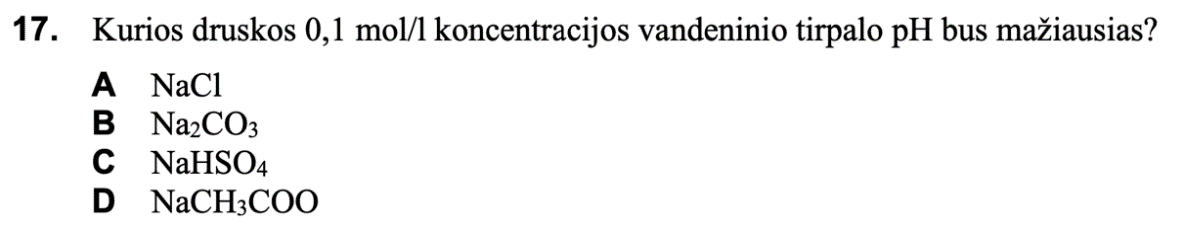 17. Kurios druskos 0,1 mol/l koncentracijos vandeninio tirpalo pH bus mažiausias?
A NaCl
B Na₂CO₃
C NaHSO₄
D NaCH₃COO